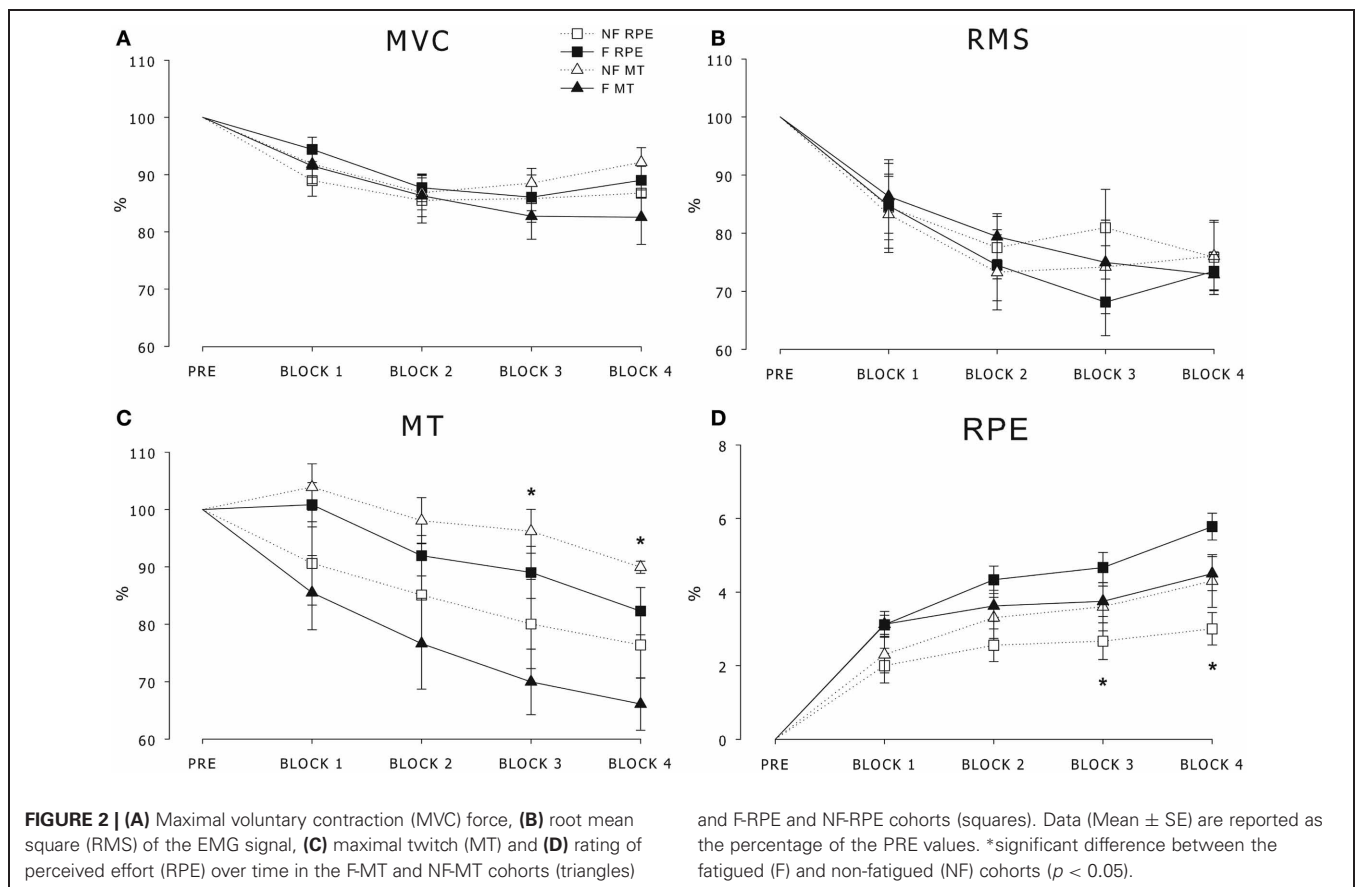 A
MVC
NF RPE
F RPE
NF MT
F MT
110
100
90
80
70
60
%
PRE
BLOCK 1
BLOCK 2
BLOCK 3
BLOCK 4
B
RMS
110
100
90
80
70
60
%
PRE
BLOCK 1
BLOCK 2
BLOCK 3
BLOCK 4
C
MT
110
100
90
80
70
60
%
*
*
PRE
BLOCK 1
BLOCK 2
BLOCK 3
BLOCK 4
D
RPE
8
6
4
2
0
%
*
*
PRE
BLOCK 1
BLOCK 2
BLOCK 3
BLOCK 4
FIGURE 2 | (A) Maximal voluntary contraction (MVC) force, (B) root mean
square (RMS) of the EMG signal, (C) maximal twitch (MT) and (D) rating of
perceived effort (RPE) over time in the F-MT and NF-MT cohorts (triangles)
and F-RPE and NF-RPE cohorts (squares). Data (Mean ± SE) are reported as
the percentage of the PRE values. *significant difference between the
fatigued (F) and non-fatigued (NF) cohorts (p < 0.05).